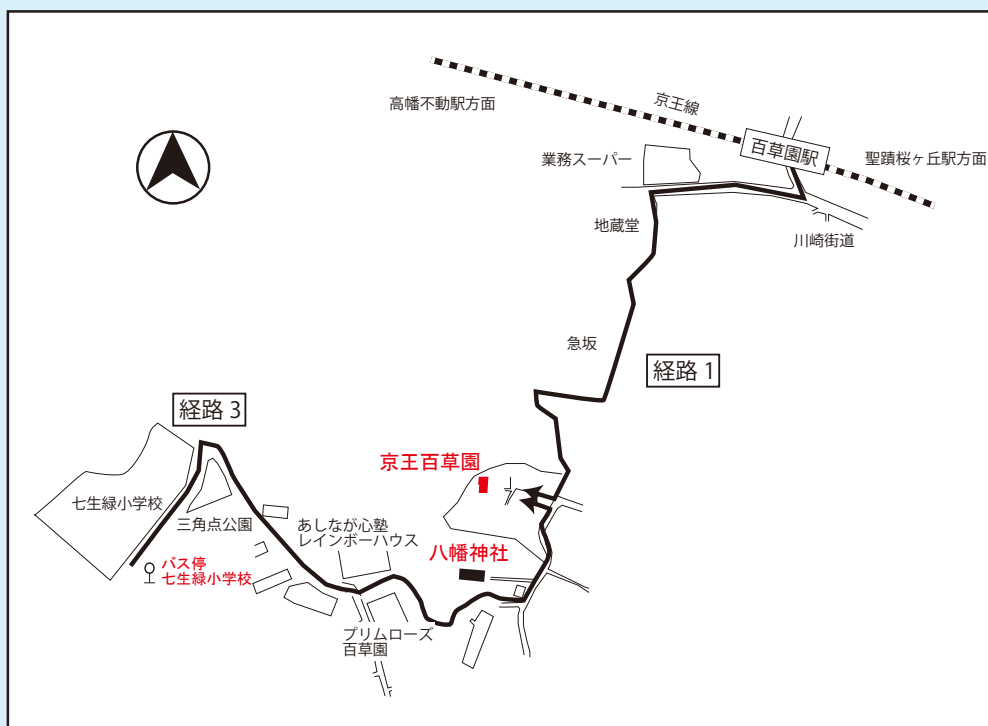 京王線
高幡不動駅方面
百草園駅
業務スーパー
聖蹟桜ヶ丘駅方面
地蔵堂
川崎街道
急坂
経路 1
経路 3
京王百草園
七生緑小学校
三角点公園
あしなが心塾
レインボーハウス
八幡神社
バス停
七生緑小学校
プリムローズ
百草園